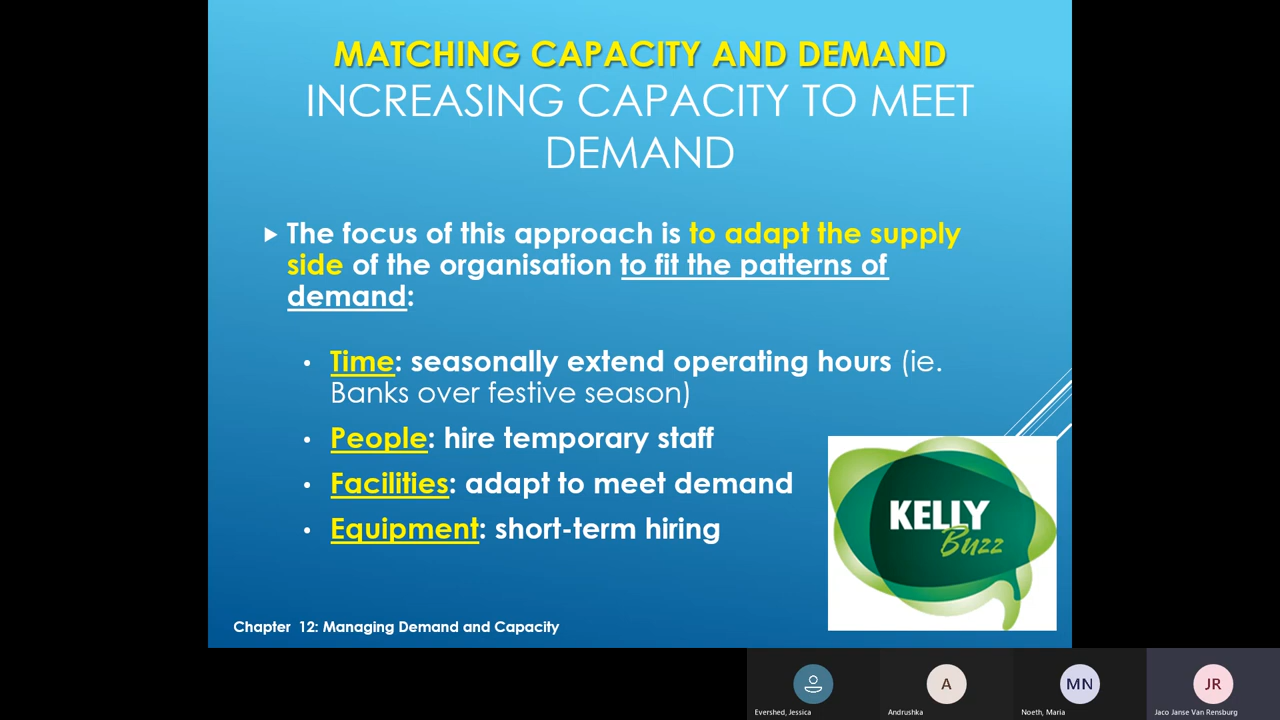 MATCHING CAPACITY AND DEMAND
INCREASING CAPACITY TO MEET
DEMAND
The focus of this approach is to adapt the supply
side of the organisation to fit the patterns of
demand:
• Time: seasonally extend operating hours (ie.
Banks over festive season)
• People: hire temporary staff
• Facilities: adapt to meet demand
• Equipment: short-term hiring
KELLY
Buzz
Chapter 12: Managing Demand and Capacity
A
MN
JR
Evershed, Jessica
Andrushka
Noeth, Maria
Jaco Janse Van Rensburg